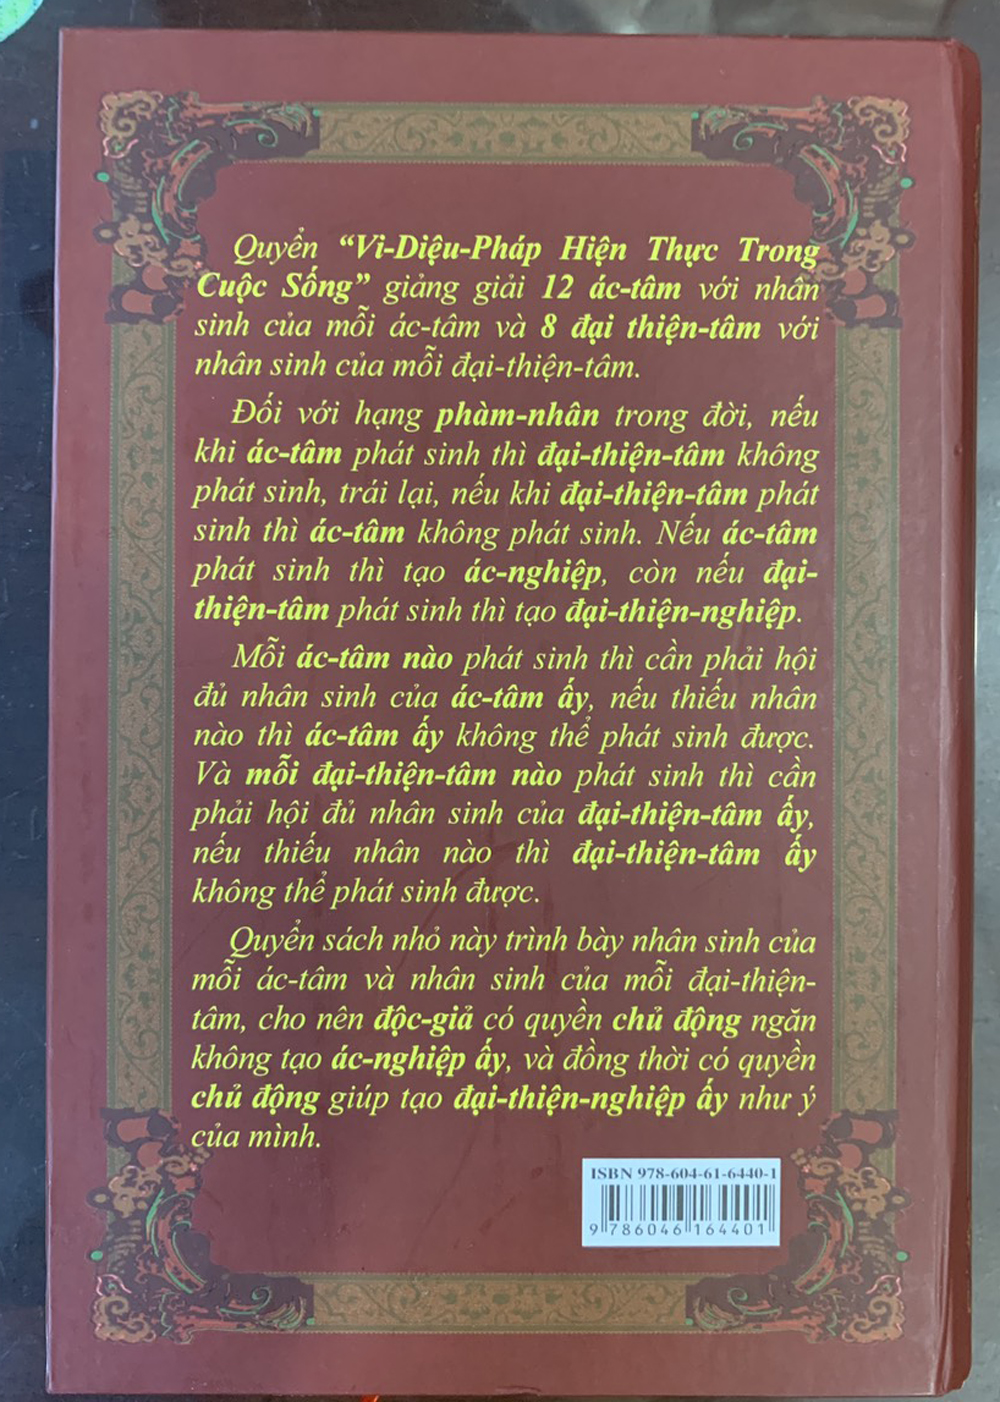 Quyển “Vi-Diệu-Pháp Hiện Thực Trong
Cuộc Sống” giảng giải 12 ác-tâm với nhân
sinh của mỗi ác-tâm và 8 đại thiện-tâm với
nhân sinh của mỗi đại-thiện-tâm.
Đối với hạng phàm-nhân trong đời, nếu
khi ác-tâm phát sinh thì đại-thiện-tâm không
phát sinh, trái lại, nếu khi đại-thiện-tâm phát
sinh thì ác-tâm không phát sinh. Nếu ác-tâm
phát sinh thì tạo ác-nghiệp, còn nếu đại-
thiện-tâm phát sinh thì tạo đại-thiện-nghiệp.
Mỗi ác-tâm nào phát sinh thì cần phải hội
đủ nhân sinh của ác-tâm ấy, nếu thiếu nhân
nào thì ác-tâm ấy không thể phát sinh được.
Và mỗi đại-thiện-tâm nào phát sinh thì cần
phải hội đủ nhân sinh của đại-thiện-tâm ấy,
nếu thiếu nhân nào thì đại-thiện-tâm ấy
không thể phát sinh được.
Quyển sách nhỏ này trình bày nhân sinh của
mỗi ác-tâm và nhân sinh của mỗi đại-thiện-
tâm, cho nên độc-giả có quyền chủ động ngăn
không tạo ác-nghiệp ấy, và đồng thời có quyền
chủ động giúp tạo đại-thiện-nghiệp ấy như ý
của mình.
ISBN 978-604-61-6440-1
9 786046 164401